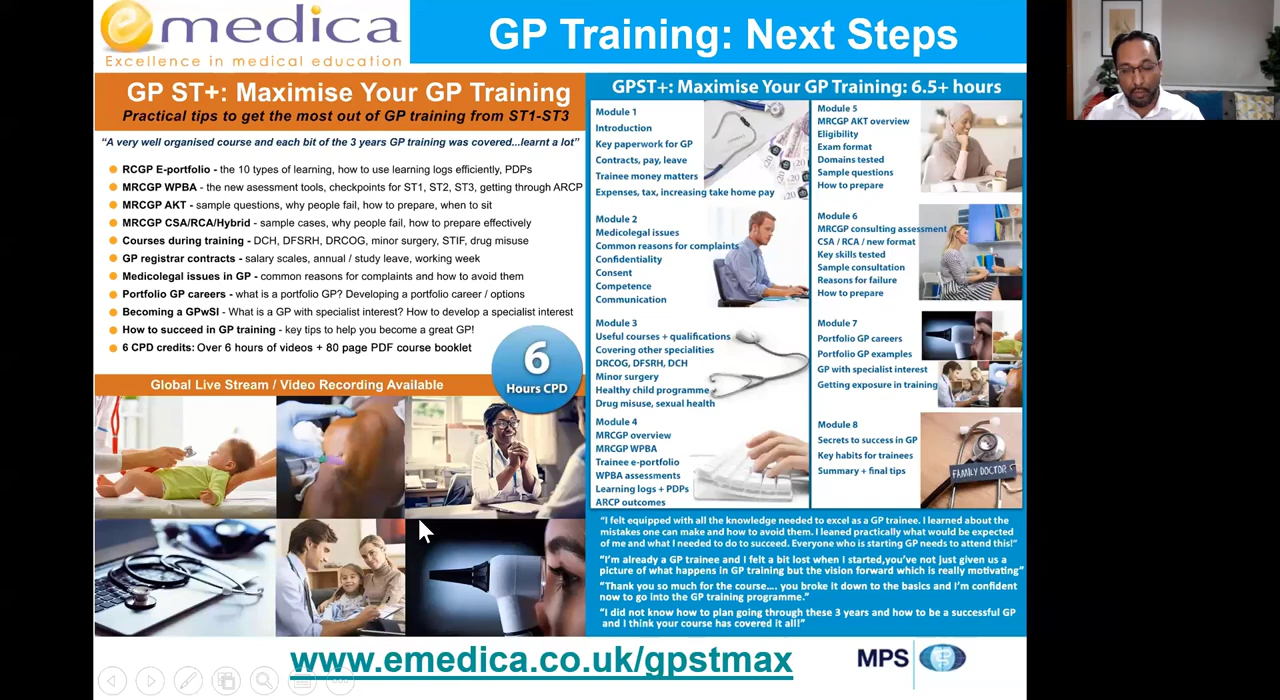 emedica
Excellence in medical education
GP Training: Next Steps
GP ST+: Maximise Your GP Training
Practical tips to get the most out of GP training from ST1-ST3
“A very well organised course and each bit of the 3 years GP training was covered...learnt a lot”
RCGP E-portfolio - the 10 types of learning, how to use learning logs efficiently, PDPs
MRCGP WPBA - the new asessment tools, checkpoints for ST1, ST2, ST3, getting through ARCP
MRCGP AKT - sample questions, why people fail, how to prepare, when to sit
MRCGP CSA/RCA/Hybrid - sample cases, why people fail, how to prepare effectively
Courses during training - DCH, DFSRH, DRCOG, minor surgery, STIF, drug misuse
GP registrar contracts - salary scales, annual / study leave, working week
Medicolegal issues in GP - common reasons for complaints and how to avoid them
Portfolio GP careers - what is a portfolio GP? Developing a portfolio career / options
Becoming a GPwSI - What is a GP with specialist interest? How to develop a specialist interest
How to succeed in GP training - key tips to help you become a great GP!
6 CPD credits: Over 6 hours of videos + 80 page PDF course booklet
6
Hours CPD
Global Live Stream / Video Recording Available
GPST+: Maximise Your GP Training: 6.5+ hours
Module 1
Introduction
Key paperwork for GP
Contracts, pay, leave
Trainee money matters
Expenses, tax, increasing take home pay
£20
Module 2
Medicolegal issues
Common reasons for complaints
Confidentiality
Consent
Competence
Communication
Module 3
Useful courses + qualifications
Covering other specialities
DRCOG, DFSRH, DCH
Minor surgery
Healthy child programme
Drug misuse, sexual health
Module 4
MRCGP overview
MRCGP WPBA
Trainee e-portfolio
WPBA assessments
Learning logs + PDPs
ARCP outcomes
Module 5
MRCGP AKT overview
Eligibility
Exam format
Domains tested
Sample questions
How to prepare
Module 6
MRCGP consulting assessment
CSA / RCA / new format
Key skills tested
Sample consultation
Reasons for failure
How to prepare
Module 7
Portfolio GP careers
Portfolio GP examples
GP with specialist interest
Getting exposure in training
Module 8
Secrets to success in GP
Key habits for trainees
Summary + final tips
FAMILY DOCTOR
“I felt equipped with all the knowledge needed to excel as a GP trainee. I learned about the
mistakes one can make and how to avoid them. I leaned practically what would be expected
of me and what I needed to do to succeed. Everyone who is starting GP needs to attend this!”
“I'm already a GP trainee and I felt a bit lost when I started,you've not just given us a
picture of what happens in GP training but the vision forward which is really motivating”
“Thank you so much for the course.... you broke it down to the basics and I'm confident
now to go into the GP training programme.”
“I did not know how to plan going through these 3 years and how to be a successful GP
and I think your course has covered it all!”
www.emedica.co.uk/gpstmax
MPS